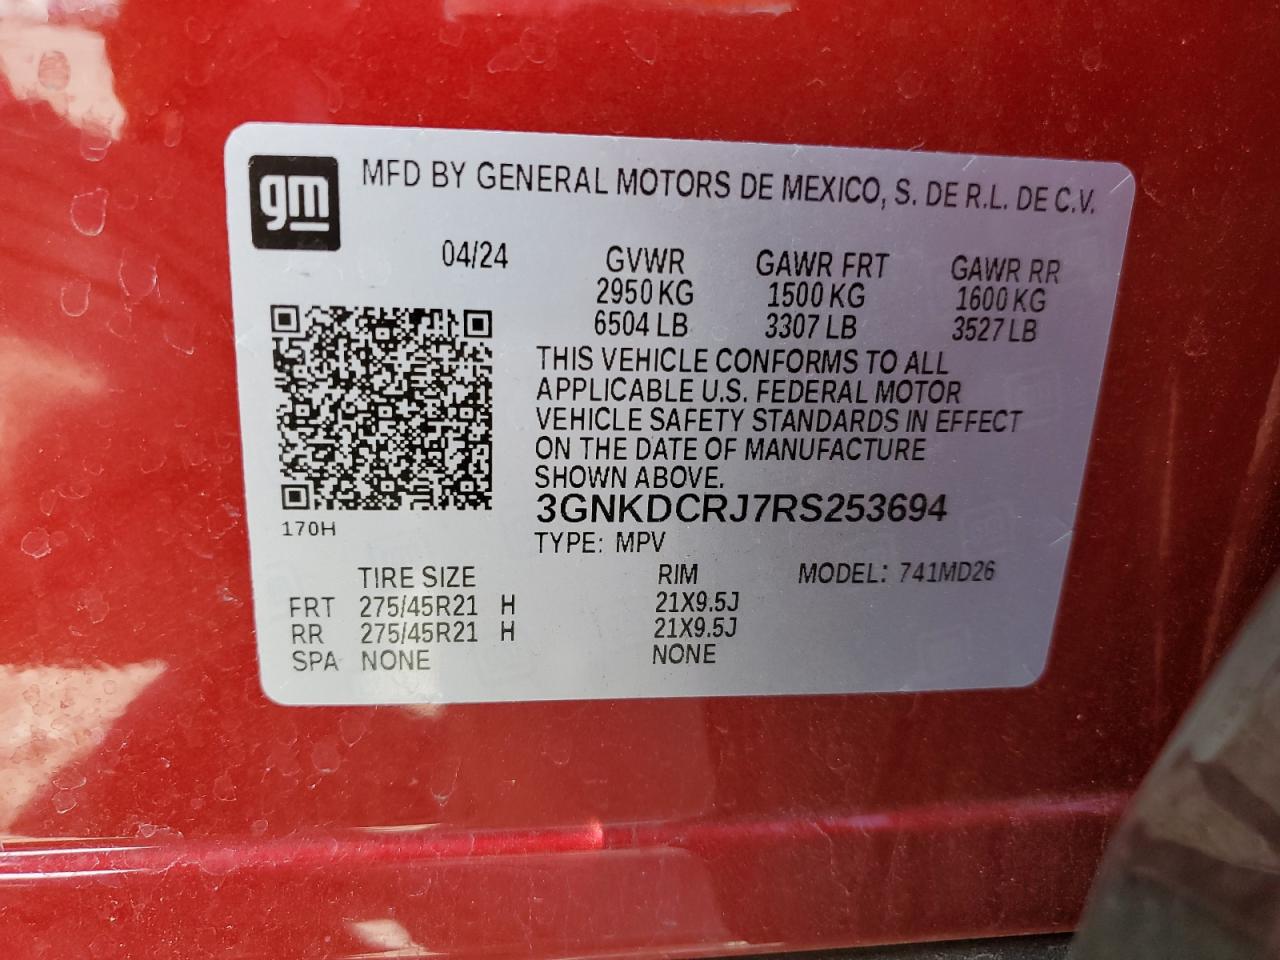 gm
MFD BY GENERAL MOTORS DE MEXICO, S. DE R.L. DE C.V.
04/24 GVWR GAWR FRT GAWR RR
2950 KG 1500 KG 1600 KG
6504 LB 3307 LB 3527 LB
THIS VEHICLE CONFORMS TO ALL
APPLICABLE U.S. FEDERAL MOTOR
VEHICLE SAFETY STANDARDS IN EFFECT
ON THE DATE OF MANUFACTURE
SHOWN ABOVE.
3GNKDCRJ7RS253694
170H
TYPE: MPV
TIRE SIZE RIM MODEL: 741MD26
FRT 275/45R21 H 21X9.5J
RR 275/45R21 H 21X9.5J
SPA NONE NONE